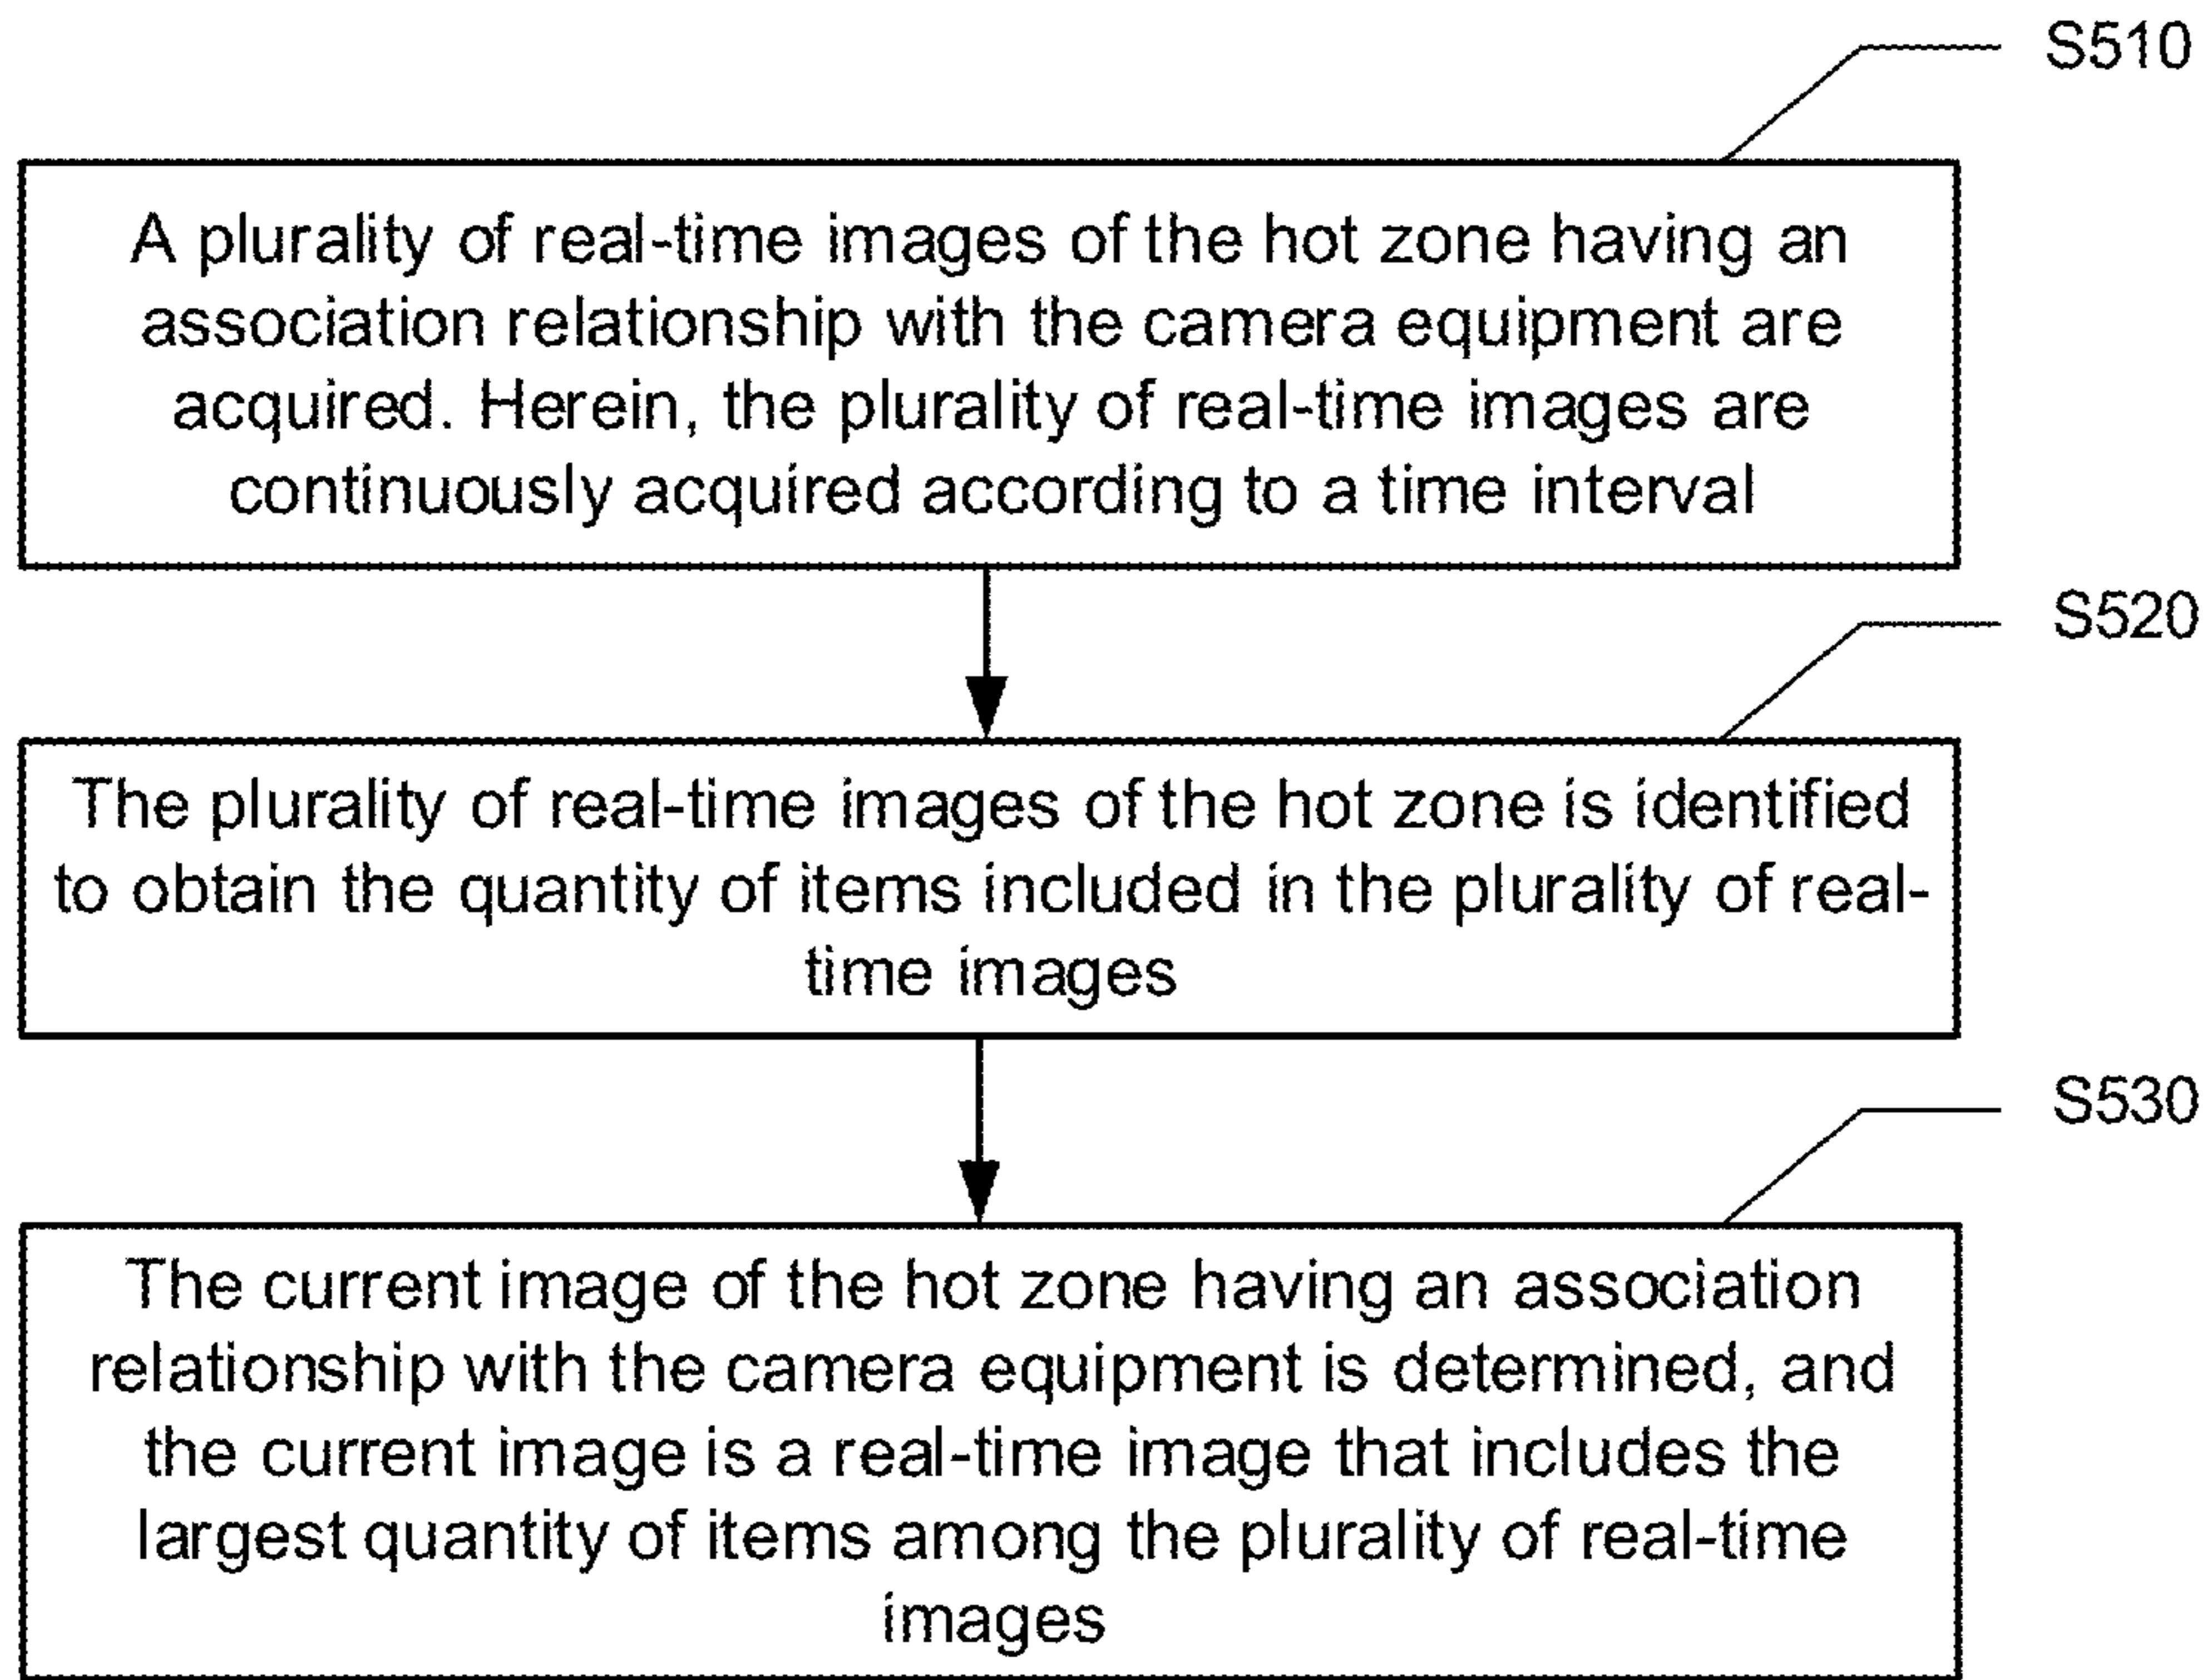 S510
A plurality of real-time images of the hot zone having an
association relationship with the camera equipment are
acquired. Herein, the plurality of real-time images are
continuously acquired according to a time interval
S520
The plurality of real-time images of the hot zone is identified
to obtain the quantity of items included in the plurality of real-
time images
S530
The current image of the hot zone having an association
relationship with the camera equipment is determined, and
the current image is a real-time image that includes the
largest quantity of items among the plurality of real-time
images